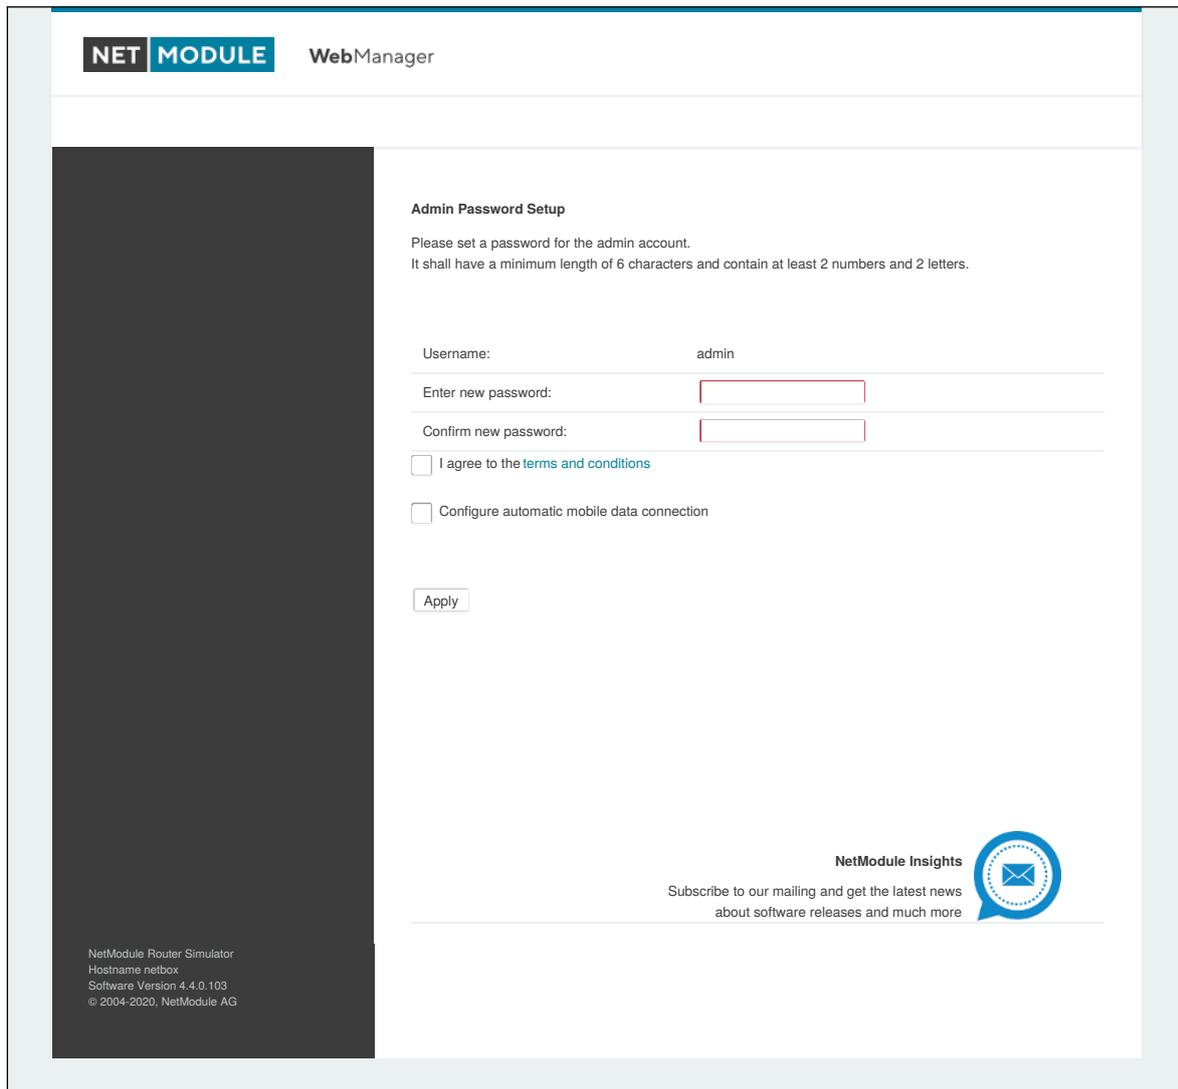 NET MODULE WebManager
Admin Password Setup
Please set a password for the admin account.
It shall have a minimum length of 6 characters and contain at least 2 numbers and 2 letters.
Username: admin
Enter new password:
Confirm new password:
I agree to the terms and conditions
Configure automatic mobile data connection
Apply
NetModule Insights
Subscribe to our mailing and get the latest news
about software releases and much more
NetModule Router Simulator
Hostname netbox
Software Version 4.4.0.103
© 2004-2020, NetModule AG